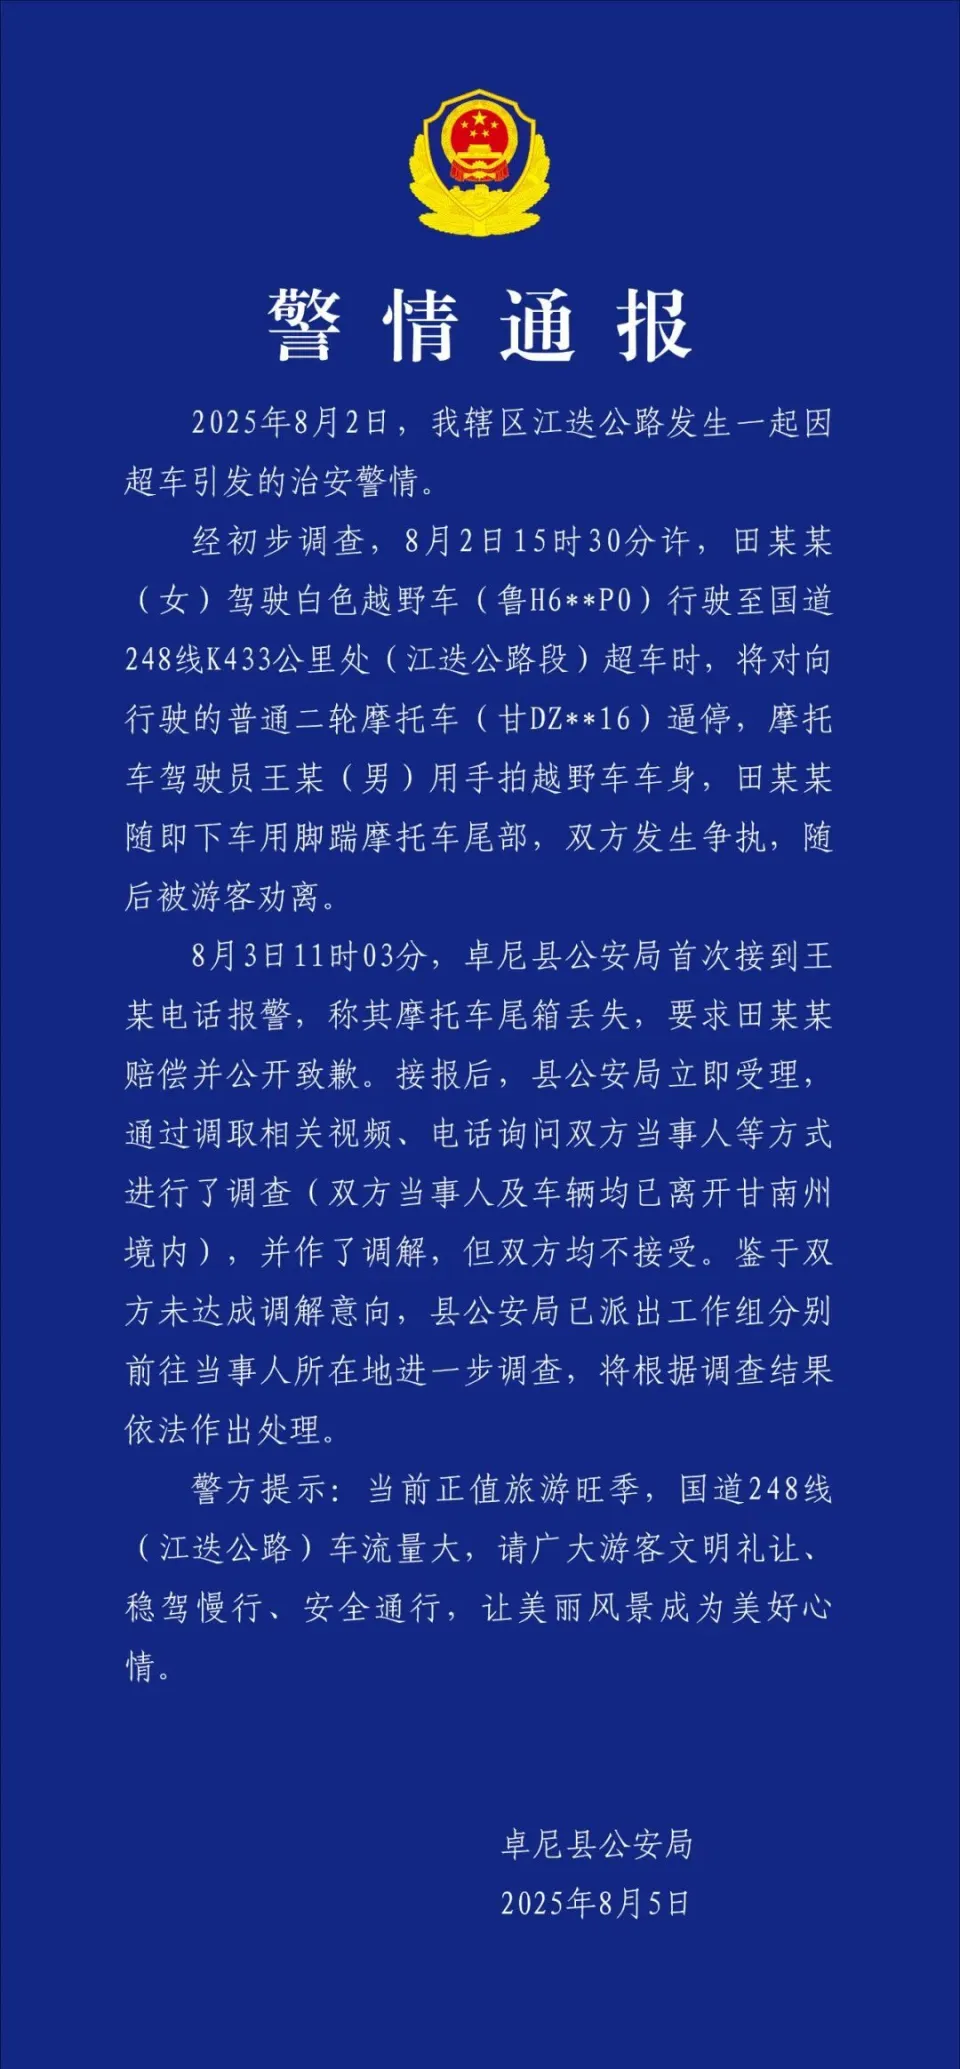 警情通报
2025年8月2日，我辖区江迭公路发生一起因
超车引发的治安警情。
经初步调查，8月2日15时30分许，田某某
（女）驾驶白色越野车（鲁H6**P0）行驶至国道
248线K433公里处（江迭公路段）超车时，将对向
行驶的普通二轮摩托车（甘DZ**16）逼停，摩托
车驾驶员王某（男）用手拍越野车车身，田某某
随即下车用脚踹摩托车尾部，双方发生争执，随
后被游客劝离。
8月3日11时03分，卓尼县公安局首次接到王
某电话报警，称其摩托车尾箱丢失，要求田某某
赔偿并公开致歉。接报后，县公安局立即受理，
通过调取相关视频、电话询问双方当事人等方式
进行了调查（双方当事人及车辆均已离开甘南州
境内），并作了调解，但双方均不接受。鉴于双
方未达成调解意向，县公安局已派出工作组分别
前往当事人所在地进一步调查，将根据调查结果
依法作出处理。
警方提示：当前正值旅游旺季，国道248线
（江迭公路）车流量大，请广大游客文明礼让、
稳驾慢行、安全通行，让美丽风景成为美好心
情。
卓尼县公安局
2025年8月5日